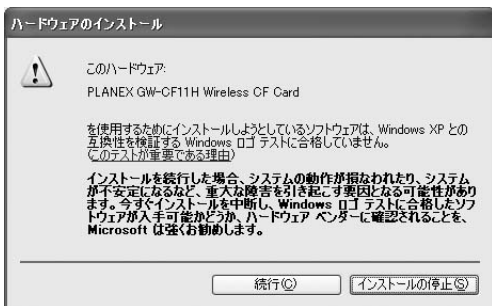 ハードウェアのインストール
このハードウェア:
PLANEX GW-CF11H Wireless CF Card
を使用するためにインストールしようとしているソフトウェアは、Windows XP との
互換性を検証する Windows ロゴ テストに合格していません。
(このテストが重要である理由)
インストールを続行した場合、システムの動作が損なわれたり、システム
が不安定になるなど、重大な障害を引き起こす要因となる可能性があり
ます。今すぐインストールを中断し、Windows ロゴ テストに合格したソフ
トウェアが入手可能かどうか、ハードウェア ベンダーに確認されることを、
Microsoft は強くお勧めします。
続行(C)
インストールの停止(S)